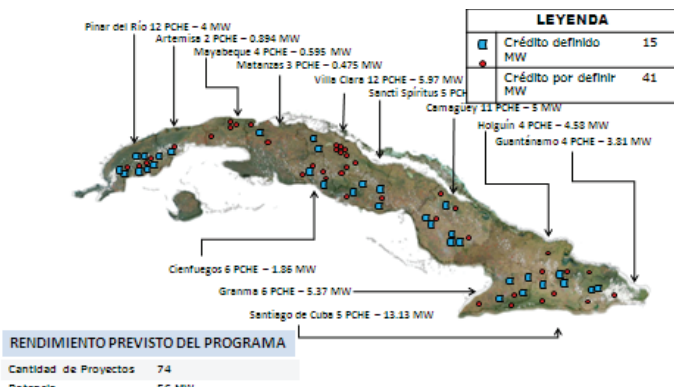 Pinar del Río 12 PCHE – 4 MW
Artemisa 2 PCHE – 0.894 MW
Mayabeque 4 PCHE – 0.595 MW
Matanzas 3 PCHE – 0.475 MW
Villa Clara 12 PCHE – 5.97 MW
Sancti Spíritus 5 PCH
Camagüey 11 PCHE – 5 MW
Holguín 4 PCHE – 4.58 MW
Guantánamo 4 PCHE – 3.81 MW
LEYENDA
Crédito definido 15
MW
Crédito por definir 41
MW
Cienfuegos 6 PCHE – 1.86 MW
Granma 6 PCHE – 5.37 MW
Santiago de Cuba 5 PCHE – 13.13 MW
RENDIMIENTO PREVISTO DEL PROGRAMA
Cantidad de Proyectos 74
Potencia 56 MW